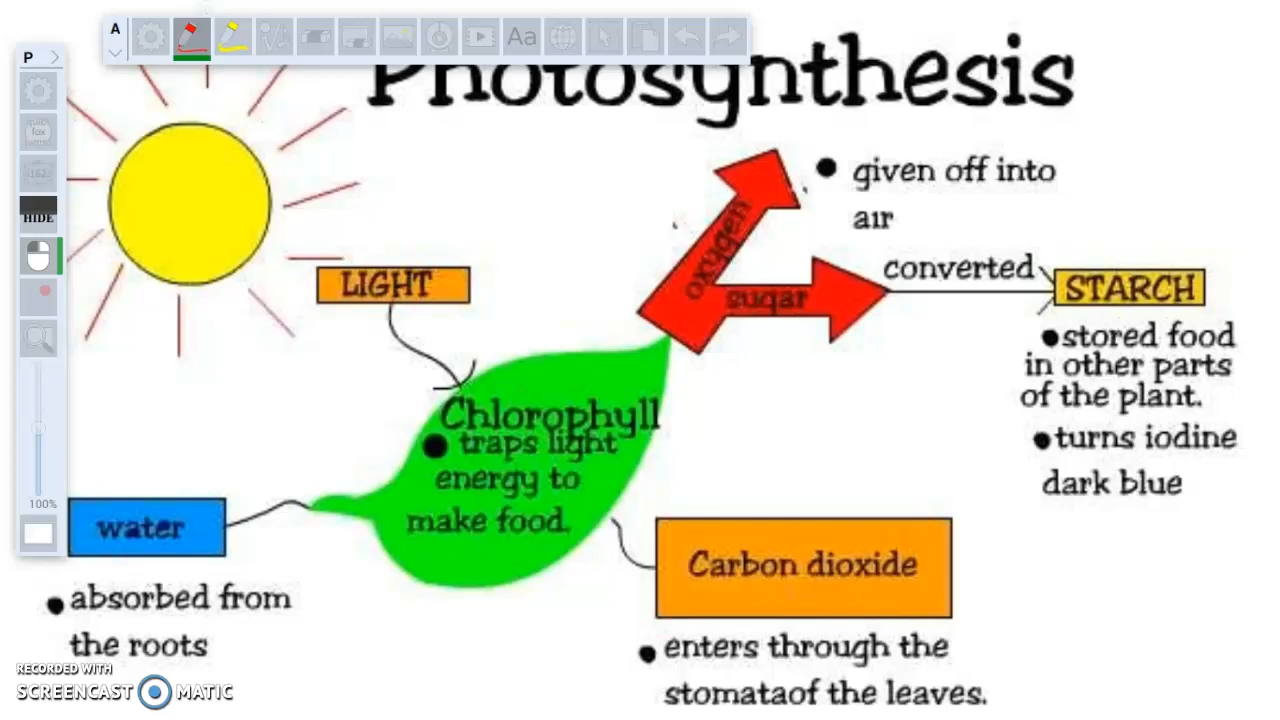 A
P
Aa
Photosynthesis
HIDE
given off into
air
oxygen
sugar
converted
STARCH
LIGHT
stored food
in other parts
of the plant.
turns iodine
dark blue
Chlorophyll
traps light
energy to
make food.
100%
water
absorbed from
the roots
Carbon dioxide
enters through the
stomataof the leaves.
RECORDED WITH
SCREENCAST MATIC